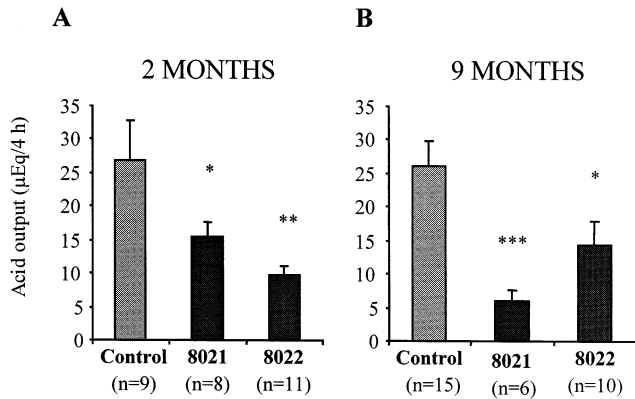 A
B
2 MONTHS
9 MONTHS
Acid output (µEq/4 h)
35
30
25
20
15
10
5
0
*
**
Control
8021
8022
(n=9)
(n=8)
(n=11)
35
30
25
20
15
10
5
0
***
*
Control
8021
8022
(n=15)
(n=6)
(n=10)